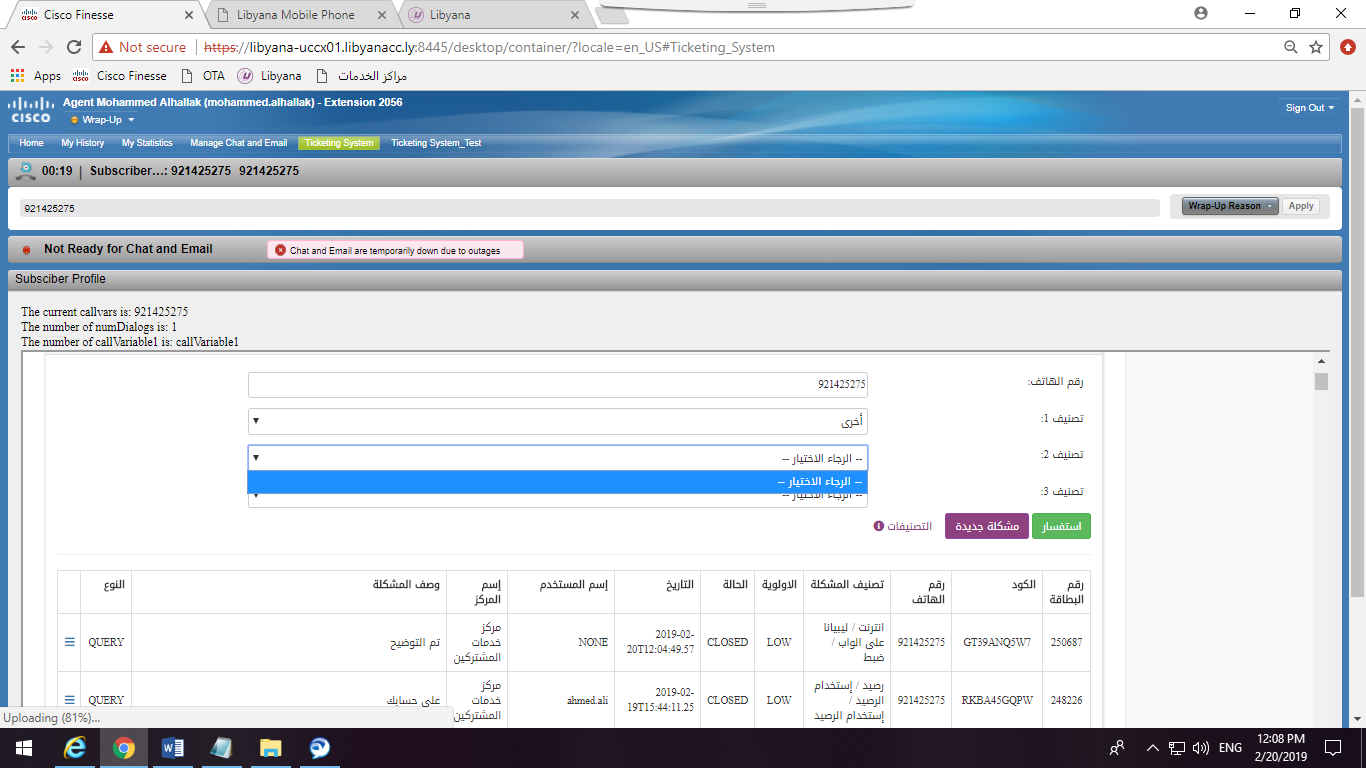 Cisco Finesse
Libyana Mobile Phone
Libyana
Not secure
https://libyana-uccx01.libyanacc.ly:8445/desktop/container/?locale=en_US#Ticketing_System
Apps
Cisco Finesse
OTA
Libyana
مراكز الخدمات
CISCO
Agent Mohammed Alhallak (mohammed.alhallak) - Extension 2056
Wrap-Up
Sign Out
Home My History My Statistics Manage Chat and Email Ticketing System Ticketing System_Test
00:19 | Subscriber...: 921425275 921425275
921425275
Wrap-Up Reason
Apply
Not Ready for Chat and Email
Chat and Email are temporarily down due to outages
Subsciber Profile
The current callvars is: 921425275
The number of numDialogs is: 1
The number of callVariable1 is: callVariable1
رقم الهاتف:
921425275
تصنيف 1:
أخرى
تصنيف 2:
-- الرجاء الاختيار --
-- الرجاء الاختيار --
تصنيف 3:
-- الرجاء الاختيار --
استفسار
مشكلة جديدة
التصنيفات
رقم البطاقة
الكود
رقم الهاتف
تصنيف المشكلة
الاولوية
الحالة
التاريخ
إسم المستخدم
إسم المركز
وصف المشكلة
النوع
250687
GT39ANQ5W7
921425275
انترنت / ليبيانا
على الواب /
ضبط
LOW
CLOSED
2019-02-
20T12:04:49.57
NONE
مركز
خدمات
المشتركين
تم التوضيح
QUERY
248226
RKBA45GQPW
921425275
رصيد / إستخدام
الرصيد /
إستخدام الرصيد
LOW
CLOSED
2019-02-
19T15:44:11.25
ahmed.ali
مركز
خدمات
المشتركين
على حسابك
QUERY
Uploading (81%)...
ENG
12:08 PM
2/20/2019